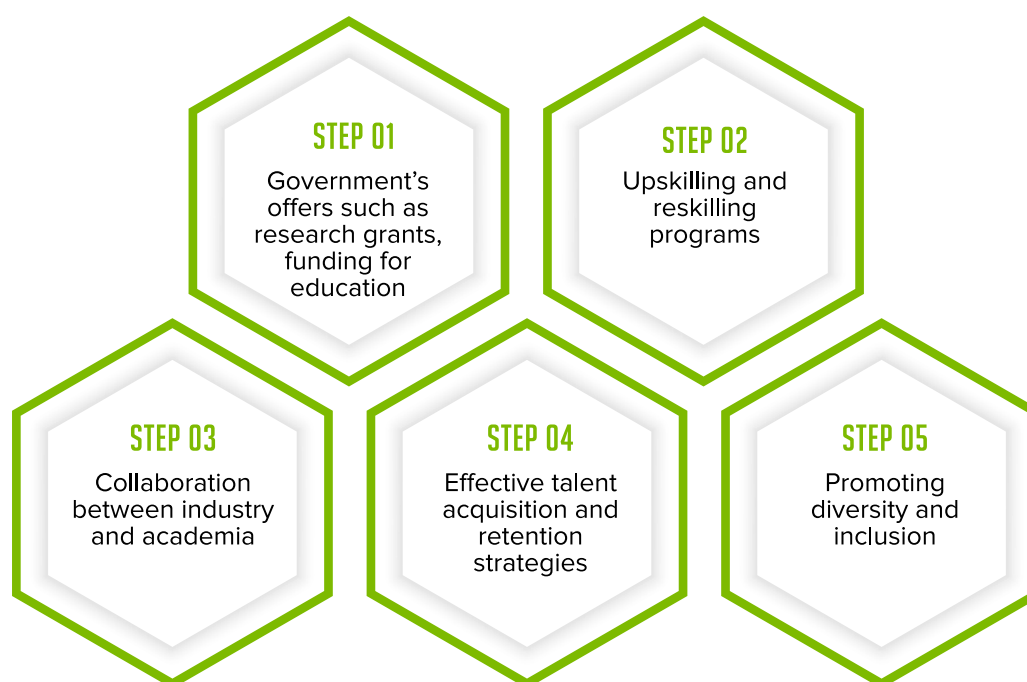 STEP 01
Government’s
offers such as
research grants,
funding for
education
STEP 02
Upskilling and
reskilling
programs
STEP 03
Collaboration
between industry
and academia
STEP 04
Effective talent
acquisition and
retention
strategies
STEP 05
Promoting
diversity and
inclusion